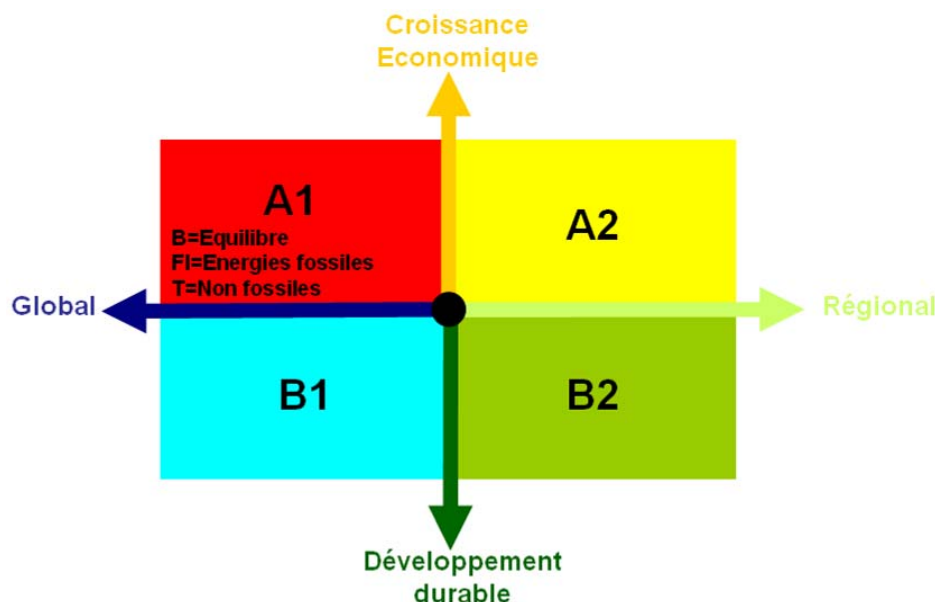 Croissance
Economique
A1
B=Equilibre
FI=Energies fossiles
T=Non fossiles
A2
Global
Régional
B1
B2
Développement
durable